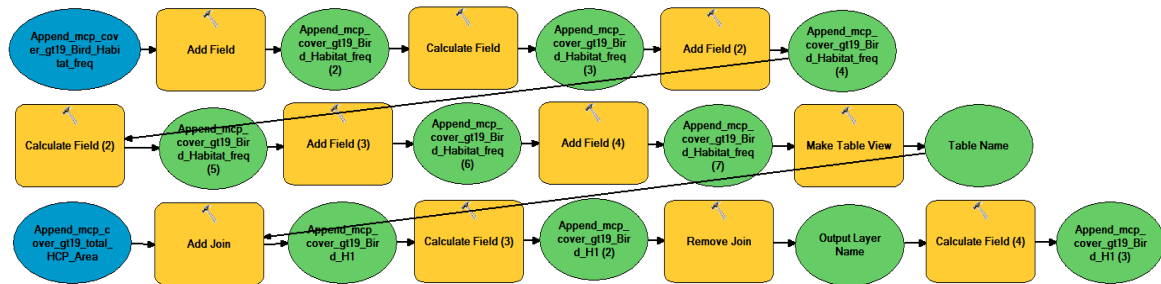 Append_mcp_cov
er_gt19_Bird_Habi
tat_freq
Add Field
Append_mcp_
cover_gt19_Bir
d_Habitat_freq
(2)
Calculate Field
Append_mcp_
cover_gt19_Bir
d_Habitat_freq
(3)
Add Field (2)
Append_mcp_
cover_gt19_Bir
d_Habitat_freq
(4)
Calculate Field (2)
Append_mcp_
cover_gt19_Bir
d_Habitat_freq
(5)
Add Field (3)
Append_mcp_
cover_gt19_Bir
d_Habitat_freq
(6)
Add Field (4)
Append_mcp_
cover_gt19_Bir
d_Habitat_freq
(7)
Make Table View
Table Name
Append_mcp_c
over_gt19_total_
HCP_Area
Add Join
Append_mcp_
cover_gt19_Bir
d_H1
Calculate Field (3)
Append_mcp_
cover_gt19_Bir
d_H1 (2)
Remove Join
Output Layer
Name
Calculate Field (4)
Append_mcp_
cover_gt19_Bir
d_H1 (3)